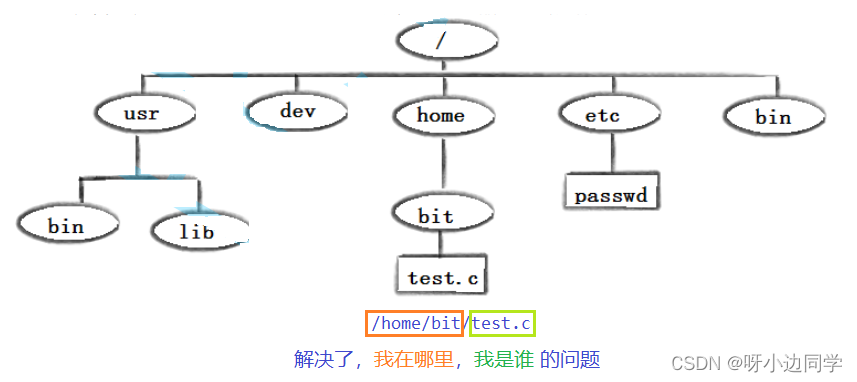 /
usr dev home etc bin
passwd
bin lib bit
test.c
/home/bit/test.c
解决了，我在哪里，我是谁 的问题
CSDN @呀小边同学